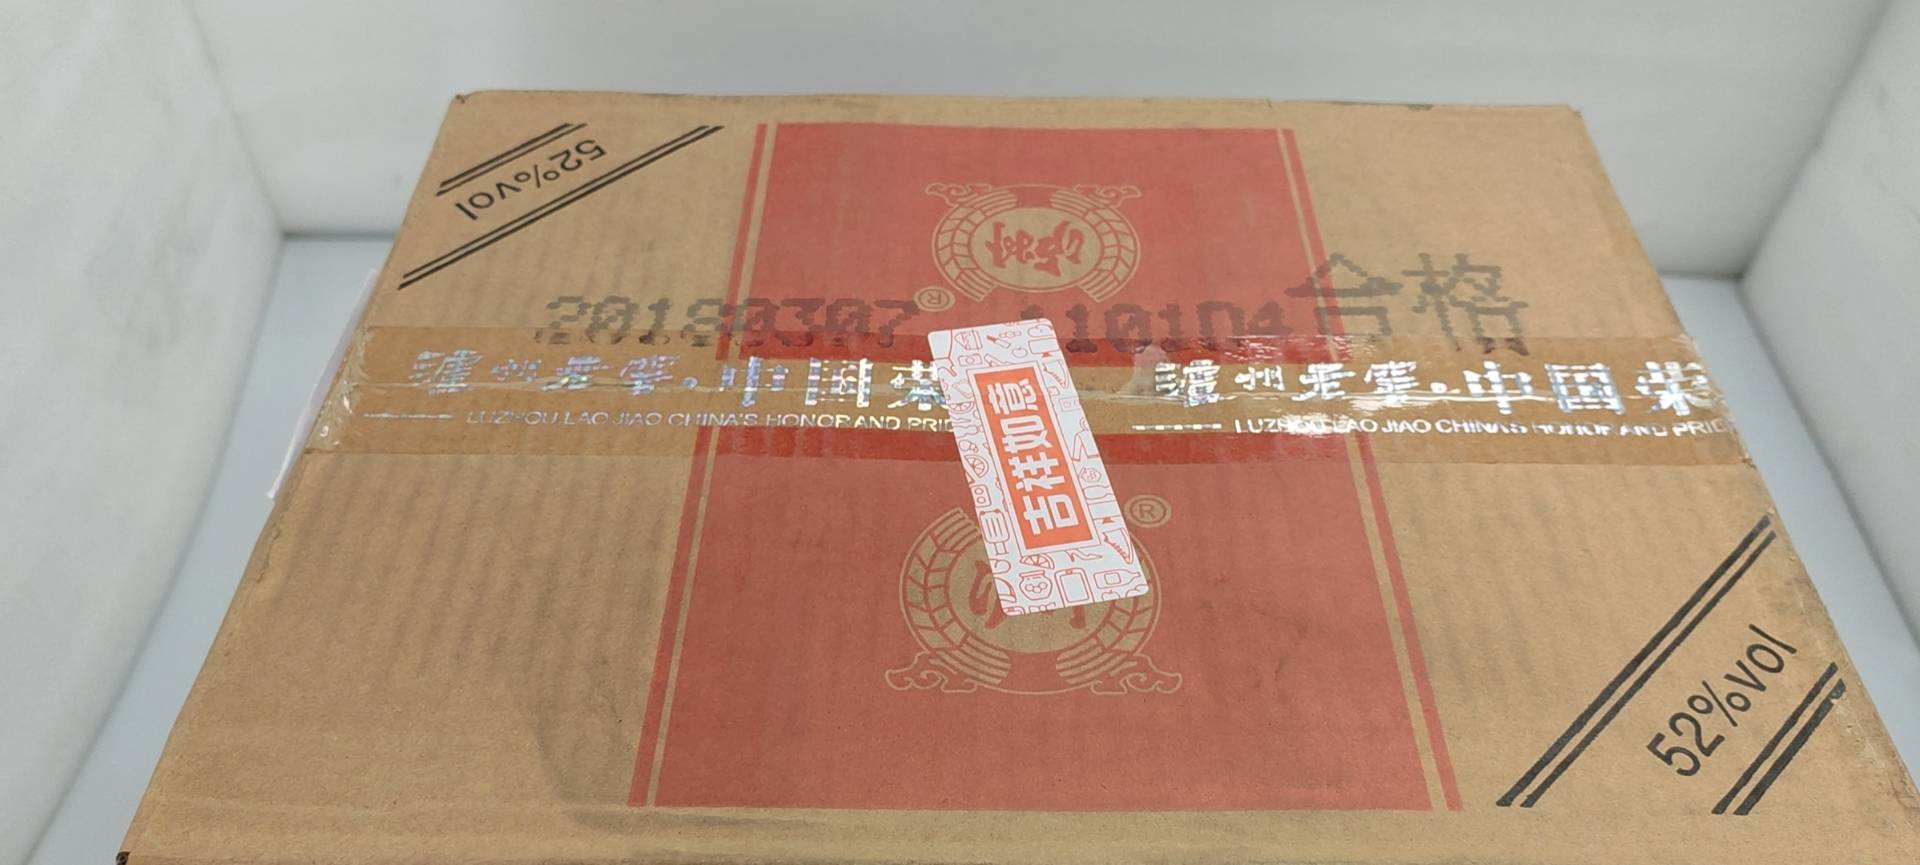 52%vol
®
20180307 110104合格
泸州老窖·中国荣 泸州老窖·中国荣
LUZHOU LAO JIAO CHINA'S HONOR AND PRID LUZHOU LAO JIAO CHINA'S HONOR AND PRID
吉祥如意
®
52%vol